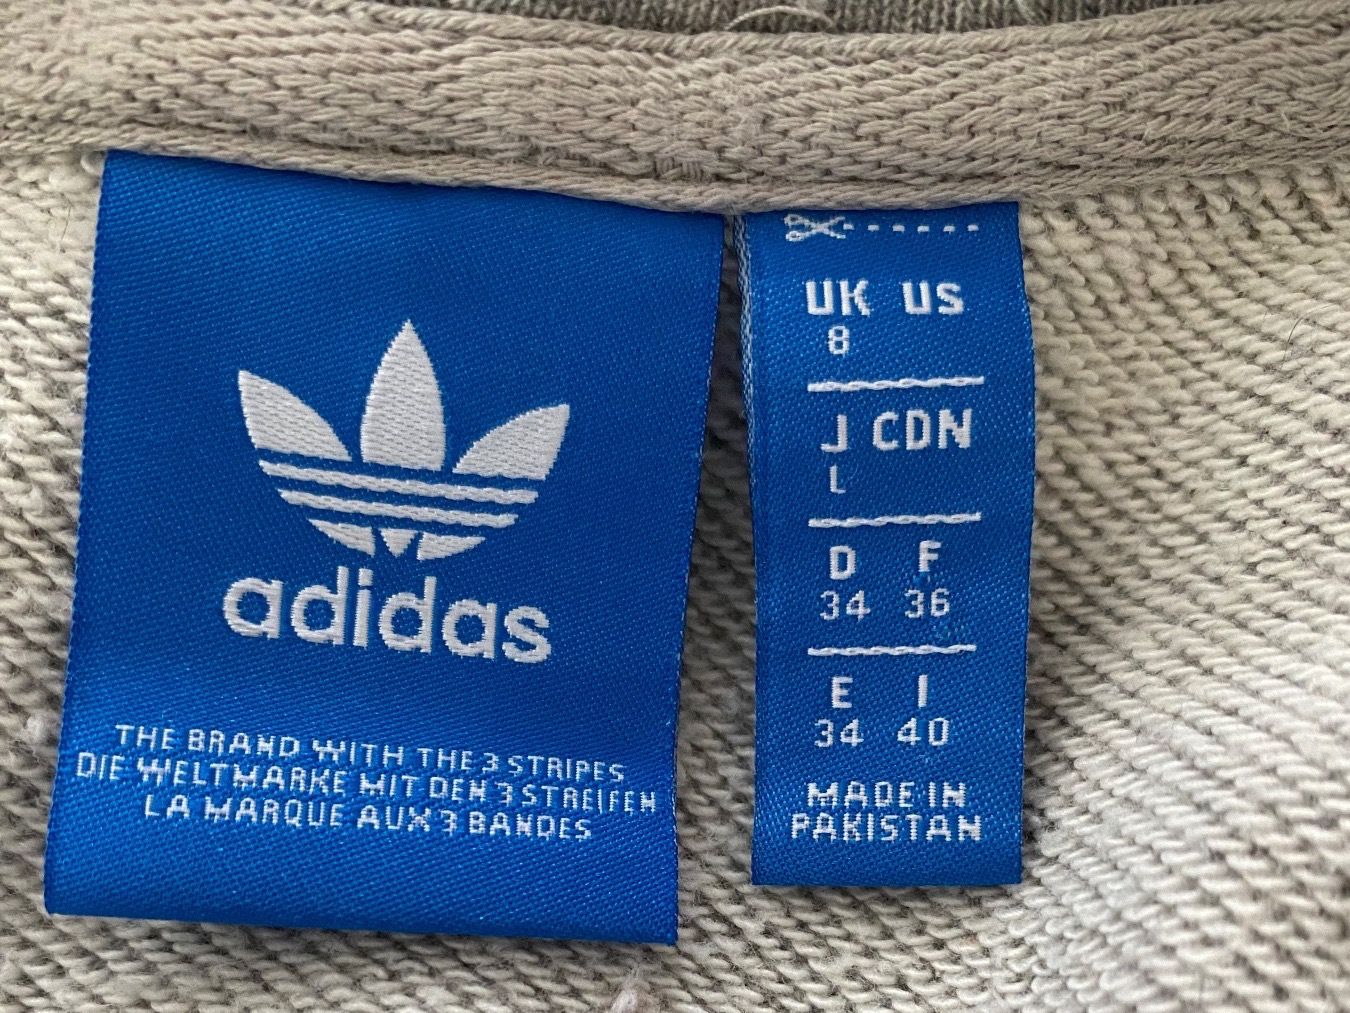 adidas
THE BRAND WITH THE 3 STRIPES
DIE WELTMARKE MIT DEN 3 STREIFEN
LA MARQUE AUX 3 BANDES
UK US
8
J CDN
L
D F
34 36
E I
34 40
MADE IN
PAKISTAN